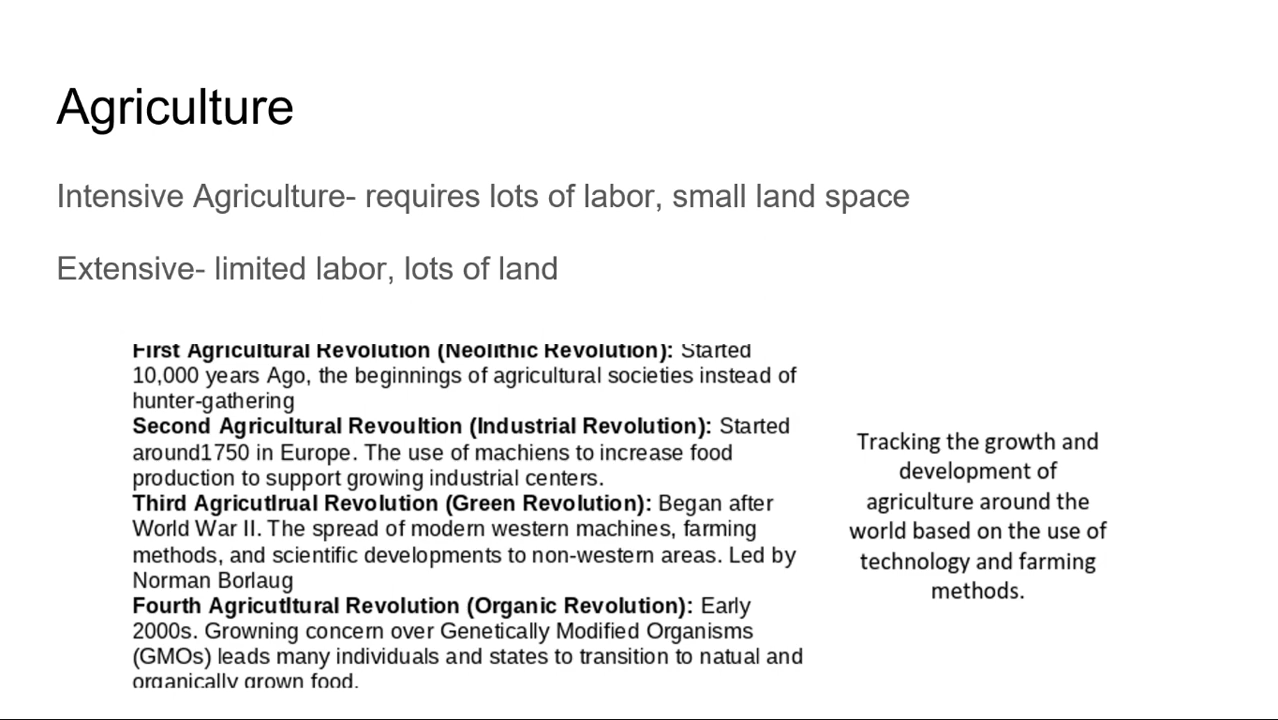 Agriculture
Intensive Agriculture- requires lots of labor, small land space
Extensive- limited labor, lots of land
First Agricultural Revolution (Neolithic Revolution): Started
10,000 years Ago, the beginnings of agricultural societies instead of
hunter-gathering
Second Agricultural Revoultion (Industrial Revolution): Started
around1750 in Europe. The use of machiens to increase food
production to support growing industrial centers.
Third Agricutlrual Revolution (Green Revolution): Began after
World War II. The spread of modern western machines, farming
methods, and scientific developments to non-western areas. Led by
Norman Borlaug
Fourth Agricutltural Revolution (Organic Revolution): Early
2000s. Growning concern over Genetically Modified Organisms
(GMOs) leads many individuals and states to transition to natual and
organically grown food.
Tracking the growth and
development of
agriculture around the
world based on the use of
technology and farming
methods.